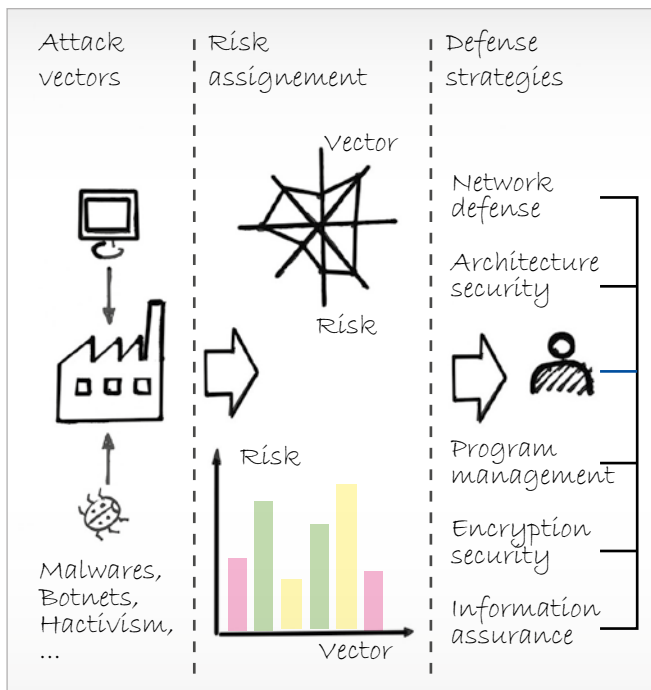 Attack
vectors
Risk
assignement
Defense
strategies
Vector
Risk
Risk
Vector
Malwares,
Botnets,
Hactivism,
...
Network
defense
Architecture
security
Program
management
Encryption
security
Information
assurance